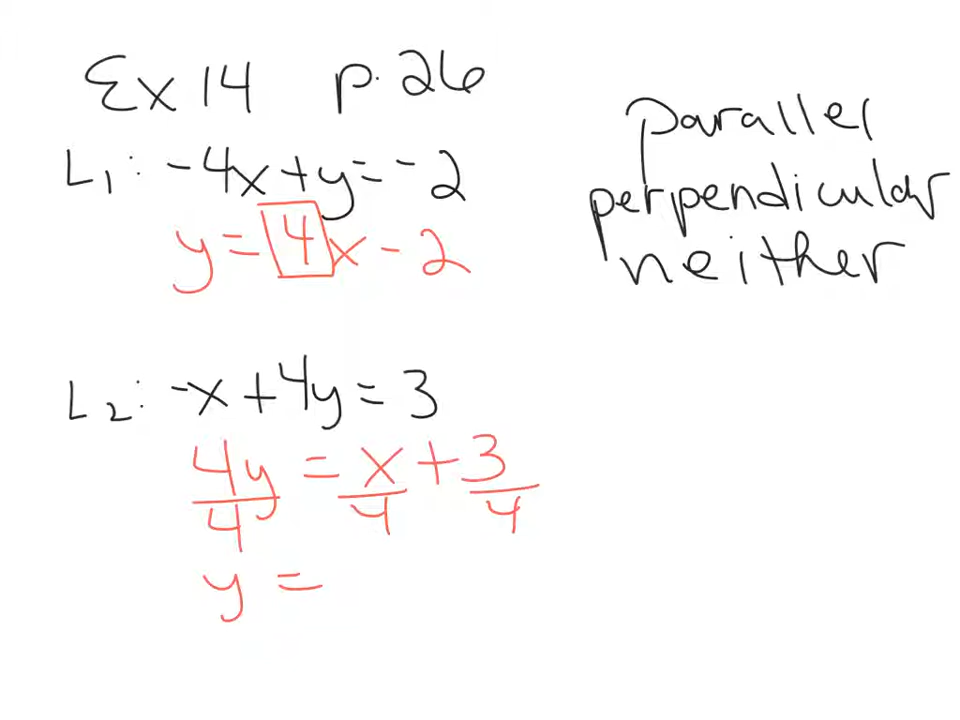 Ex 14 p. 26
L1: -4x + y = -2
y = 4x - 2
parallel
perpendicular
neither
L2: -x + 4y = 3
4y/4 = x/4 + 3/4
y =